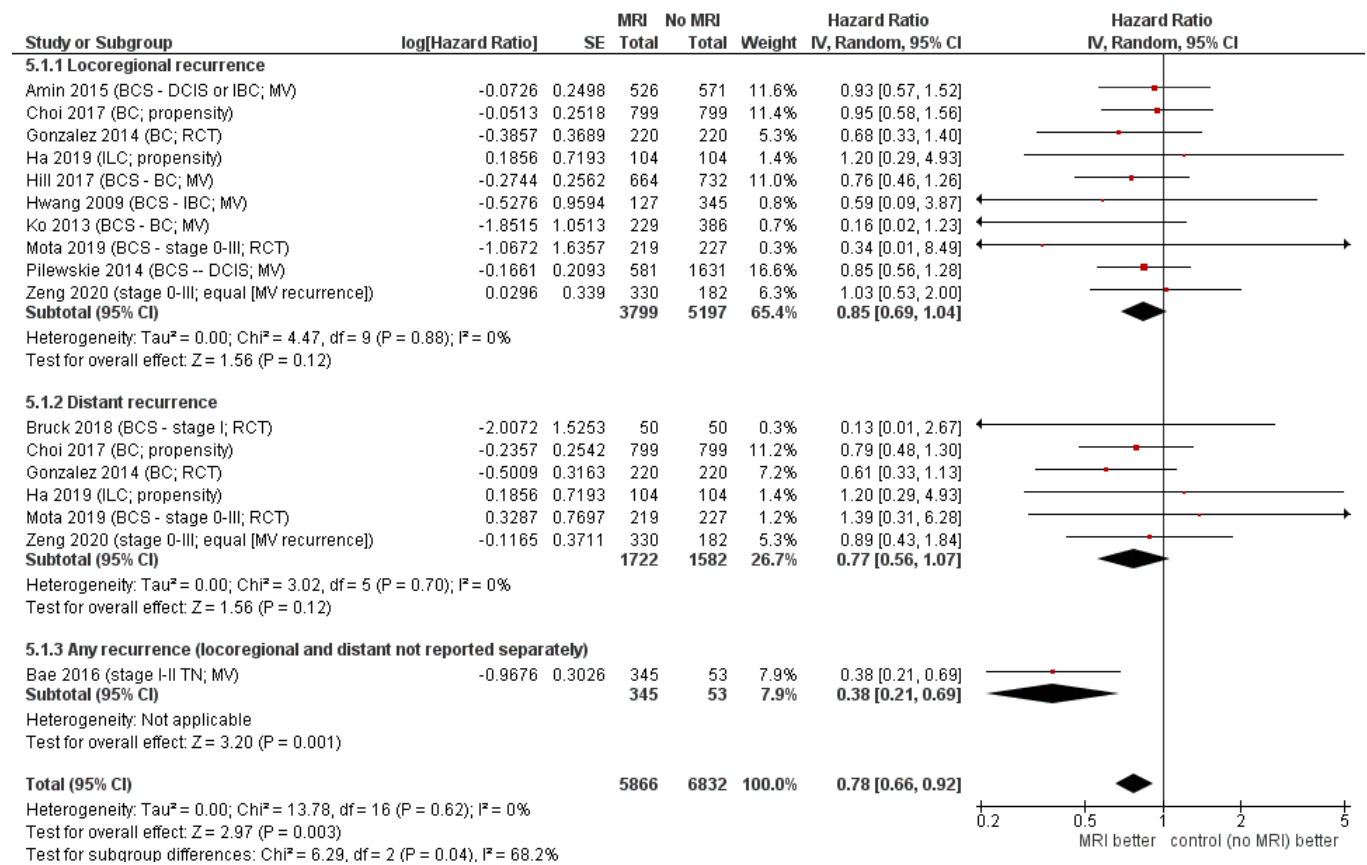 MRI No MRI Hazard Ratio Hazard Ratio
Study or Subgroup log[Hazard Ratio] SE Total Total Weight IV, Random, 95% CI IV, Random, 95% CI
5.1.1 Locoregional recurrence
Amin 2015 (BCS - DCIS or IBC; MV) -0.0726 0.2498 526 571 11.6% 0.93 [0.57, 1.52]
Choi 2017 (BC; propensity) -0.0513 0.2518 799 799 11.4% 0.95 [0.58, 1.56]
Gonzalez 2014 (BC; RCT) -0.3857 0.3689 220 220 5.3% 0.68 [0.33, 1.40]
Ha 2019 (ILC; propensity) 0.1856 0.7193 104 104 1.4% 1.20 [0.29, 4.93]
Hill 2017 (BCS - BC; MV) -0.2744 0.2562 664 732 11.0% 0.76 [0.46, 1.26]
Hwang 2009 (BCS - IBC; MV) -0.5276 0.9594 127 345 0.8% 0.59 [0.09, 3.87]
Ko 2013 (BCS - BC; MV) -1.8515 1.0513 229 386 0.7% 0.16 [0.02, 1.23]
Mota 2019 (BCS - stage 0-III; RCT) -1.0672 1.6357 219 227 0.3% 0.34 [0.01, 8.49]
Pilewskie 2014 (BCS -- DCIS; MV) -0.1661 0.2093 581 1631 16.6% 0.85 [0.56, 1.28]
Zeng 2020 (stage 0-III; equal [MV recurrence]) 0.0296 0.339 330 182 6.3% 1.03 [0.53, 2.00]
Subtotal (95% CI) 3799 5197 65.4% 0.85 [0.69, 1.04]
Heterogeneity: Tau² = 0.00; Chi² = 4.47, df = 9 (P = 0.88); I² = 0%
Test for overall effect: Z = 1.56 (P = 0.12)
5.1.2 Distant recurrence
Bruck 2018 (BCS - stage I; RCT) -2.0072 1.5253 50 50 0.3% 0.13 [0.01, 2.67]
Choi 2017 (BC; propensity) -0.2357 0.2542 799 799 11.2% 0.79 [0.48, 1.30]
Gonzalez 2014 (BC; RCT) -0.5009 0.3163 220 220 7.2% 0.61 [0.33, 1.13]
Ha 2019 (ILC; propensity) 0.1856 0.7193 104 104 1.4% 1.20 [0.29, 4.93]
Mota 2019 (BCS - stage 0-III; RCT) 0.3287 0.7697 219 227 1.2% 1.39 [0.31, 6.28]
Zeng 2020 (stage 0-III; equal [MV recurrence]) -0.1165 0.3711 330 182 5.3% 0.89 [0.43, 1.84]
Subtotal (95% CI) 1722 1582 26.7% 0.77 [0.56, 1.07]
Heterogeneity: Tau² = 0.00; Chi² = 3.02, df = 5 (P = 0.70); I² = 0%
Test for overall effect: Z = 1.56 (P = 0.12)
5.1.3 Any recurrence (locoregional and distant not reported separately)
Bae 2016 (stage I-II TN; MV) -0.9676 0.3026 345 53 7.9% 0.38 [0.21, 0.69]
Subtotal (95% CI) 345 53 7.9% 0.38 [0.21, 0.69]
Heterogeneity: Not applicable
Test for overall effect: Z = 3.20 (P = 0.001)
Total (95% CI) 5866 6832 100.0% 0.78 [0.66, 0.92]
Heterogeneity: Tau² = 0.00; Chi² = 13.78, df = 16 (P = 0.62); I² = 0%
Test for overall effect: Z = 2.97 (P = 0.003)
Test for subgroup differences: Chi² = 6.29, df = 2 (P = 0.04), I² = 68.2%
0.2 0.5 1 2 5
MRI better control (no MRI) better